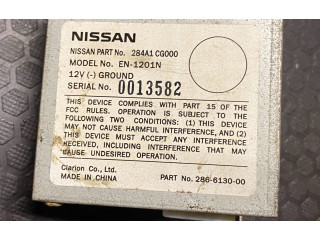 NISSAN
NISSAN PART No. 284A1 CG000
MODEL No. EN-1201N
12V (-) GROUND
SERIAL No. 0013582
THIS DEVICE COMPLIES WITH PART 15 OF THE
FCC RULES. OPERATION IS SUBJECT TO THE
FOLLOWING TWO CONDITIONS: (1) THIS DEVICE
MAY NOT CAUSE HARMFUL INTERFERENCE, AND (2)
THIS DEVICE MUST ACCEPT ANY INTERFERENCE
RECEIVED, INCLUDING INTERFERENCE THAT MAY
CAUSE UNDESIRED OPERATION.
Clarion Co., Ltd.
MADE IN CHINA PART No. 286-6130-00